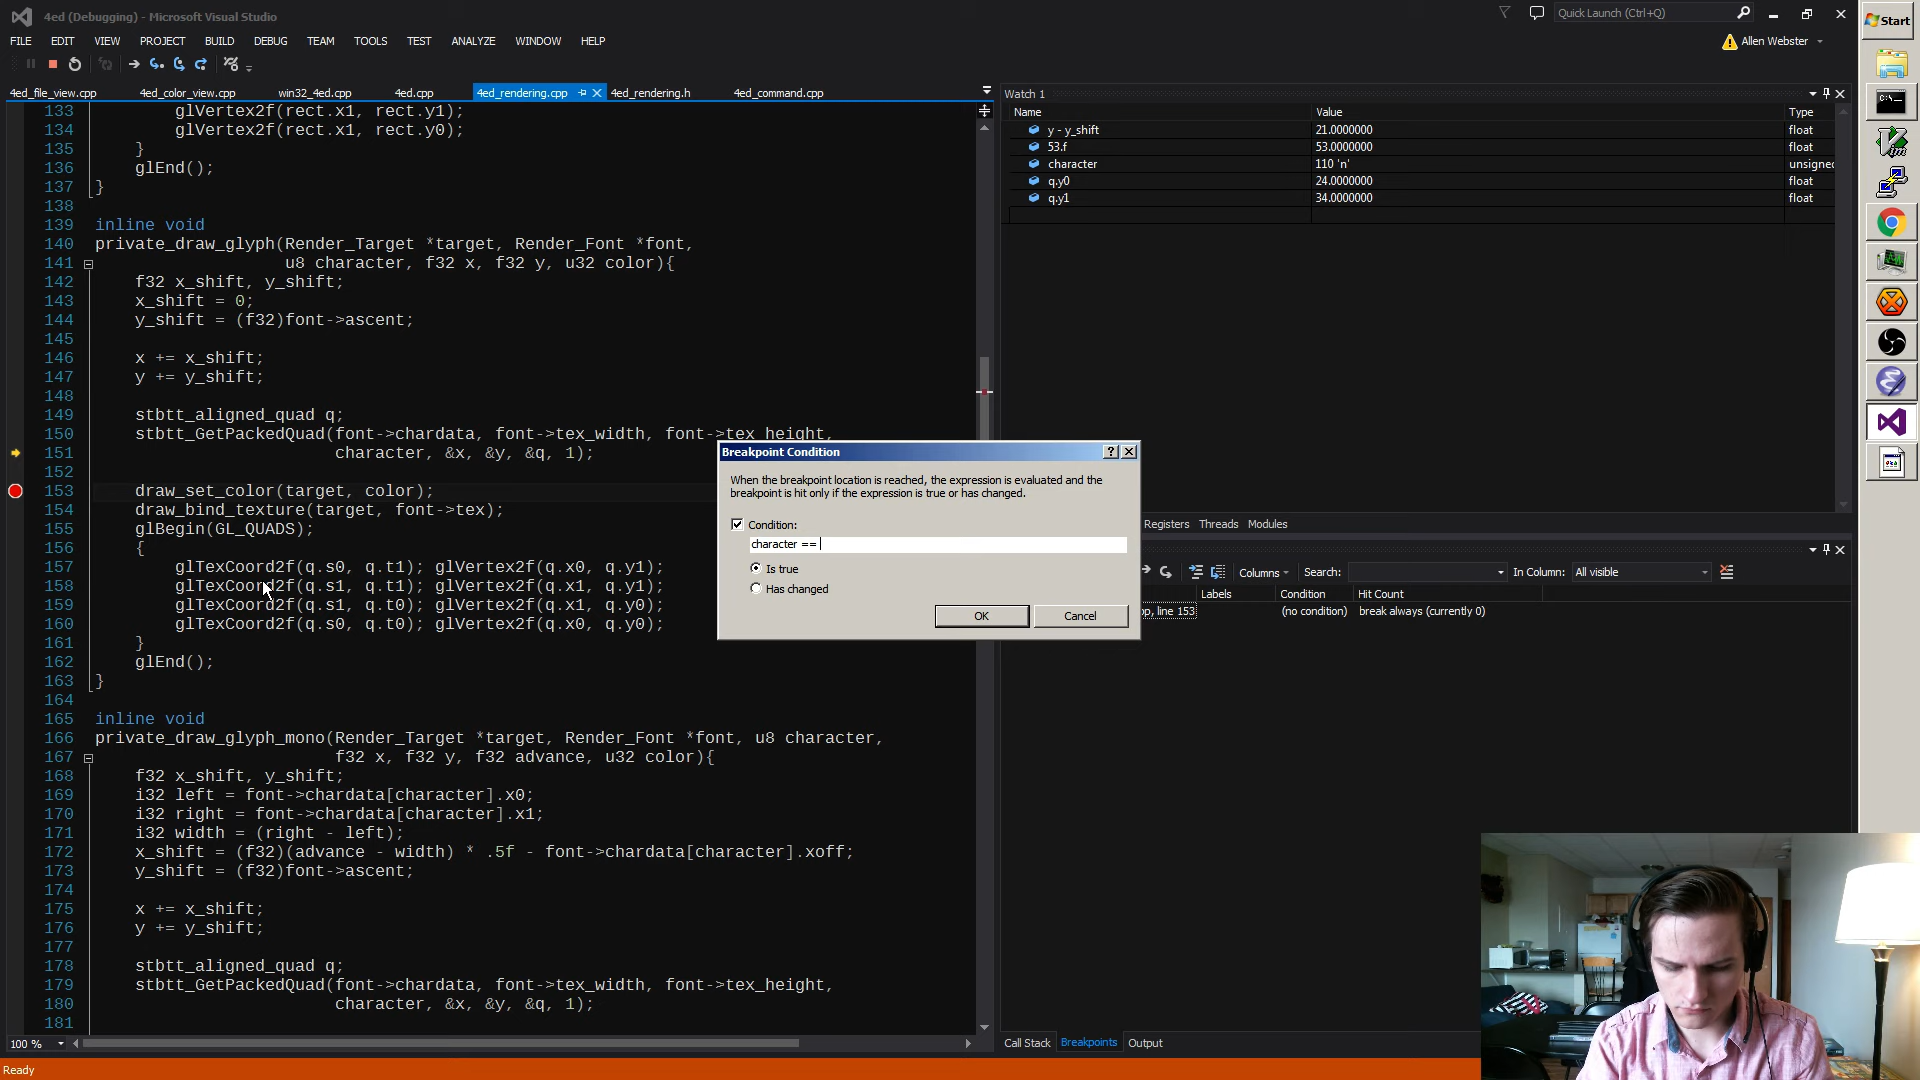 4ed (Debugging) - Microsoft Visual Studio
Quick Launch (Ctrl+Q)
Start
FILE EDIT VIEW PROJECT BUILD DEBUG TEAM TOOLS TEST ANALYZE WINDOW HELP
Allen Webster
4ed_file_view.cpp 4ed_color_view.cpp win32_4ed.cpp 4ed.cpp 4ed_rendering.cpp 4ed_rendering.h 4ed_command.cpp
133 glVertex2f(rect.x1, rect.y1);
134 glVertex2f(rect.x1, rect.y0);
135 }
136 glEnd();
137 }
138
139 inline void
140 private_draw_glyph(Render_Target *target, Render_Font *font,
141 u8 character, f32 x, f32 y, u32 color){
142 f32 x_shift, y_shift;
143 x_shift = 0;
144 y_shift = (f32)font->ascent;
145
146 x += x_shift;
147 y += y_shift;
148
149 stbtt_aligned_quad q;
150 stbtt_GetPackedQuad(font->chardata, font->tex_width, font->tex_height,
151 character, &x, &y, &q, 1);
152
153 draw_set_color(target, color);
154 draw_bind_texture(target, font->tex);
155 glBegin(GL_QUADS);
156 {
157 glTexCoord2f(q.s0, q.t1); glVertex2f(q.x0, q.y1);
158 glTexCoord2f(q.s1, q.t1); glVertex2f(q.x1, q.y1);
159 glTexCoord2f(q.s1, q.t0); glVertex2f(q.x1, q.y0);
160 glTexCoord2f(q.s0, q.t0); glVertex2f(q.x0, q.y0);
161 }
162 glEnd();
163 }
164
165 inline void
166 private_draw_glyph_mono(Render_Target *target, Render_Font *font, u8 character,
167 f32 x, f32 y, f32 advance, u32 color){
168 f32 x_shift, y_shift;
169 i32 left = font->chardata[character].x0;
170 i32 right = font->chardata[character].x1;
171 i32 width = (right - left);
172 x_shift = (f32)(advance - width) * .5f - font->chardata[character].xoff;
173 y_shift = (f32)font->ascent;
174
175 x += x_shift;
176 y += y_shift;
177
178 stbtt_aligned_quad q;
179 stbtt_GetPackedQuad(font->chardata, font->tex_width, font->tex_height,
180 character, &x, &y, &q, 1);
181
100 %
Ready
Watch 1
Name Value Type
y - y_shift 21.0000000 float
53.f 53.0000000 float
character 110 'n' unsigned
q.y0 24.0000000 float
q.y1 34.0000000 float
Breakpoint Condition
When the breakpoint location is reached, the expression is evaluated and the
breakpoint is hit only if the expression is true or has changed.
Condition:
character ==
Is true
Has changed
OK Cancel
Registers Threads Modules
Columns Search: In Column: All visible
Labels Condition Hit Count
pp, line 153 (no condition) break always (currently 0)
Call Stack Breakpoints Output